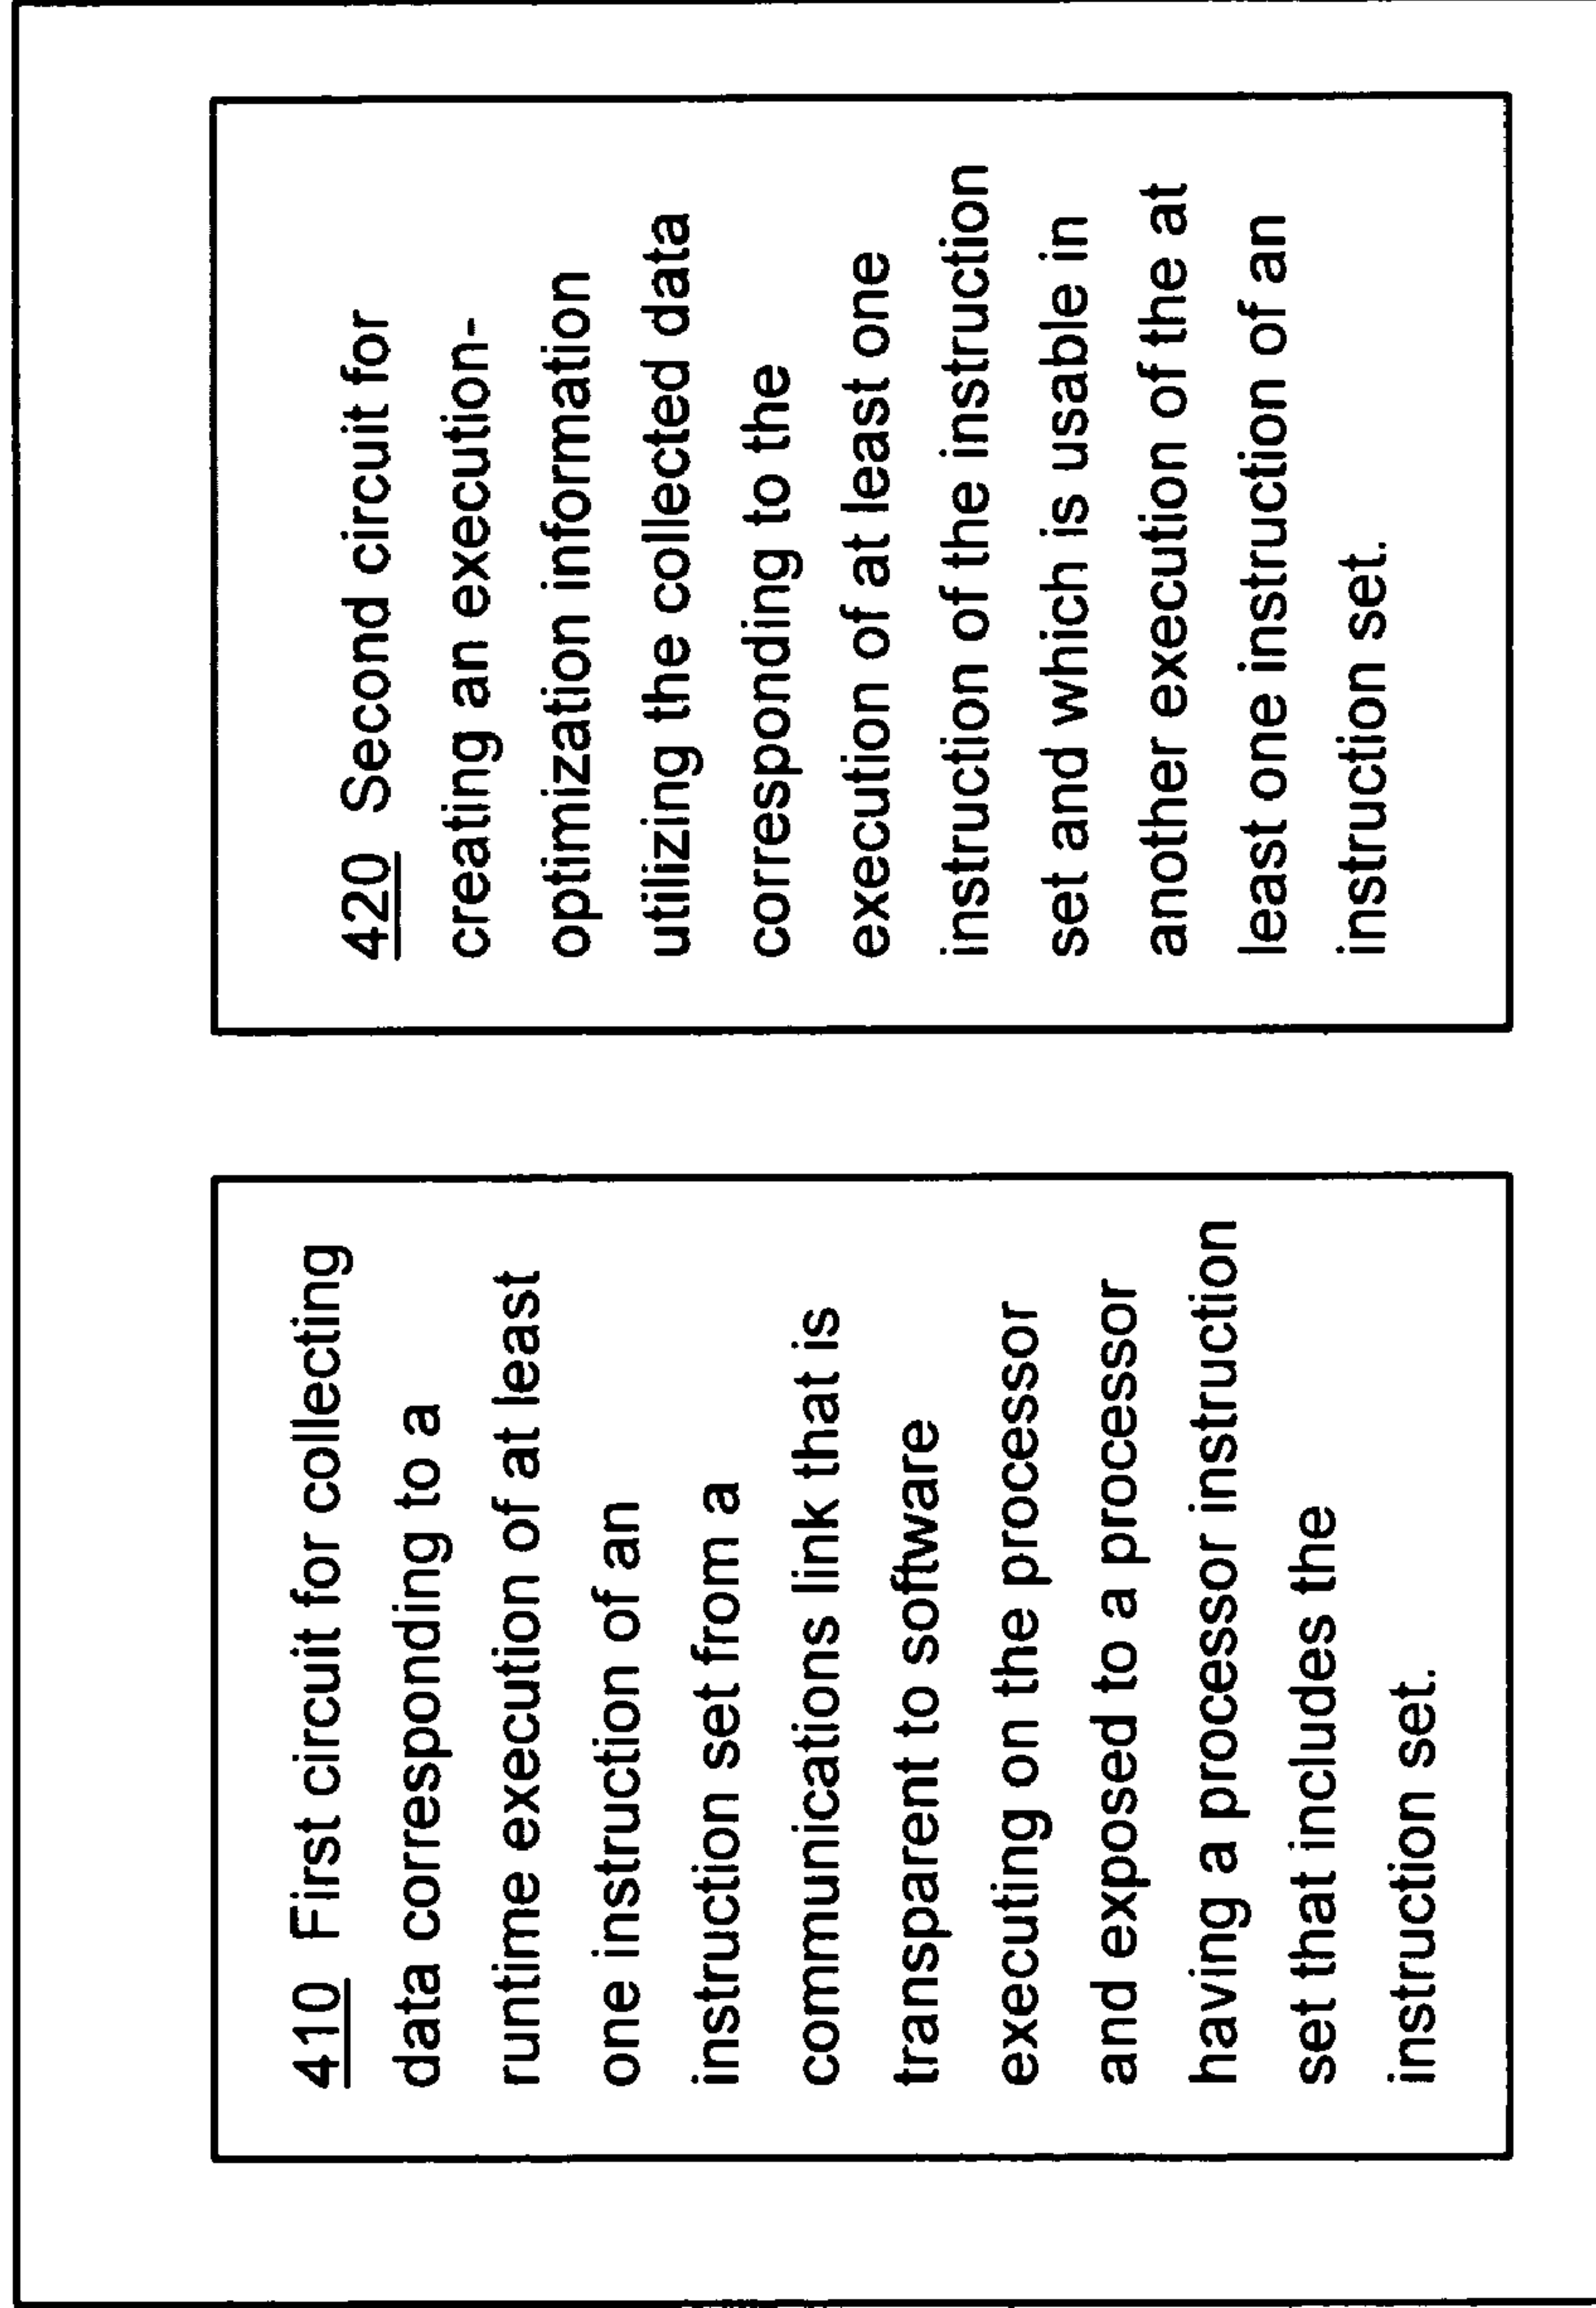 410 First circuit for collecting
data corresponding to a
runtime execution of at least
one instruction of an
instruction set from a
communications link that is
transparent to software
executing on the processor
and exposed to a processor
having a processor instruction
set that includes the
instruction set.
420 Second circuit for
creating an execution-
optimization information
utilizing the collected data
corresponding to the
execution of at least one
instruction of the instruction
set and which is usable in
another execution of the at
least one instruction of an
instruction set.